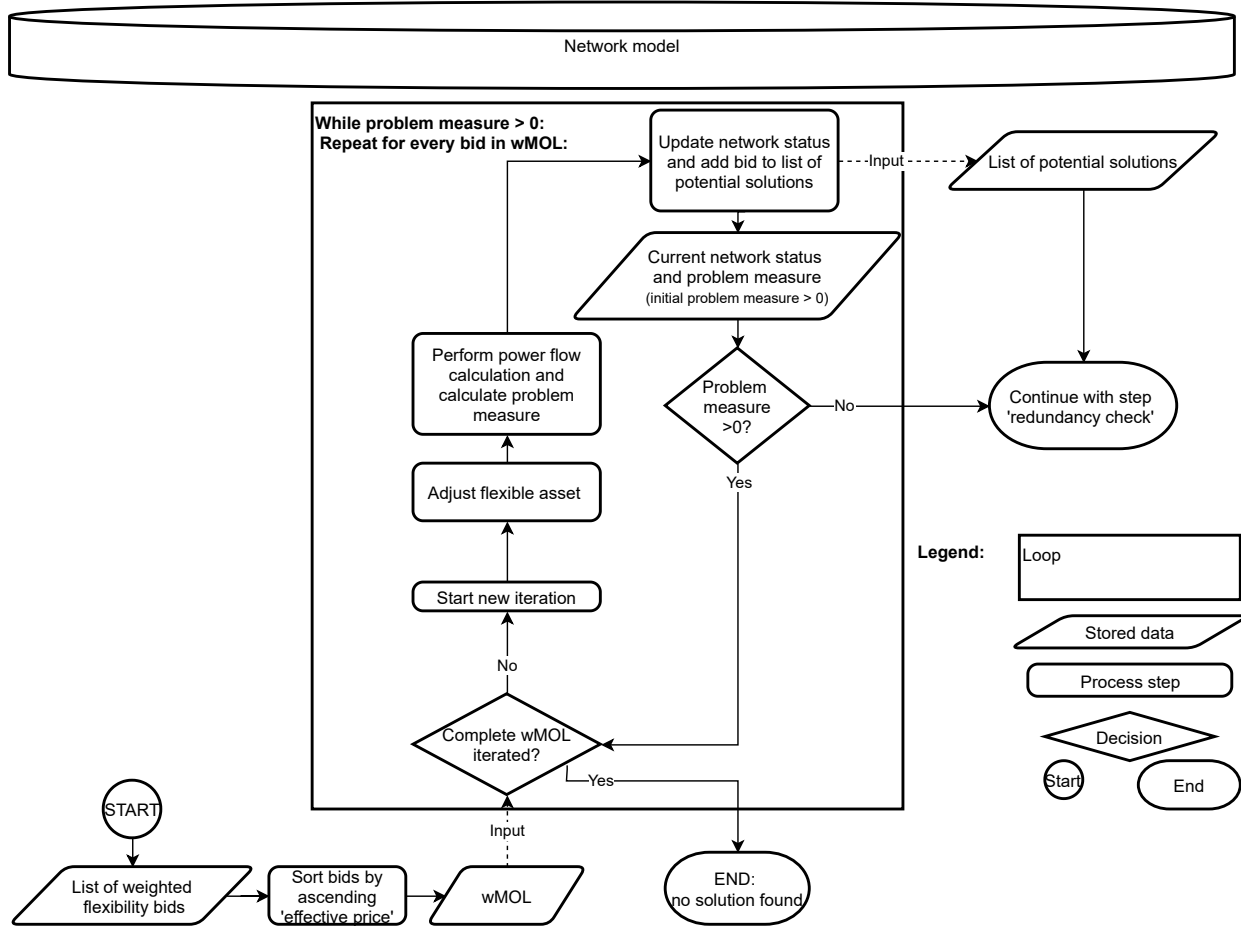 Network model
While problem measure > 0:
Repeat for every bid in wMOL:
Update network status
and add bid to list of
potential solutions
Input
List of potential solutions
Current network status
and problem measure
(initial problem measure > 0)
Perform power flow
calculation and
calculate problem
measure
Problem
measure
>0?
No
Continue with step
'redundancy check'
Yes
Adjust flexible asset
Start new iteration
No
Complete wMOL
iterated?
Yes
Legend:
Loop
Stored data
Process step
Decision
Start
End
START
Input
List of weighted
flexibility bids
Sort bids by
ascending
'effective price'
wMOL
END:
no solution found